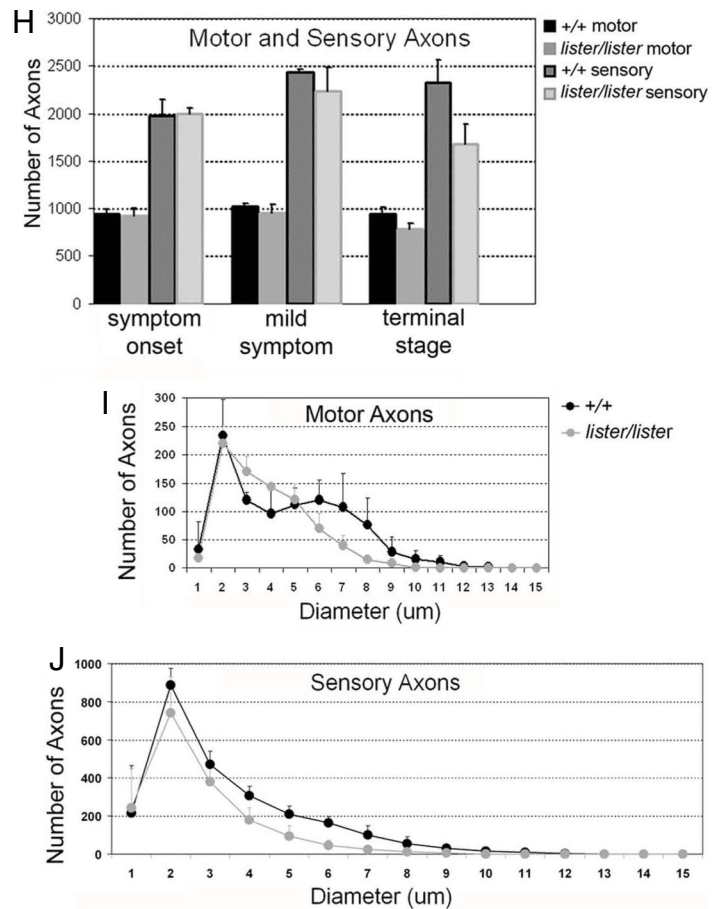 H
Motor and Sensory Axons
Number of Axons
3000
2500
2000
1500
1000
500
0
symptom onset
mild symptom
terminal stage
+/+ motor
lister/lister motor
+/+ sensory
lister/lister sensory
I
Motor Axons
Number of Axons
300
250
200
150
100
50
0
1 2 3 4 5 6 7 8 9 10 11 12 13 14 15
Diameter (um)
+/+
lister/lister
J
Sensory Axons
Number of Axons
1000
800
600
400
200
0
1 2 3 4 5 6 7 8 9 10 11 12 13 14 15
Diameter (um)